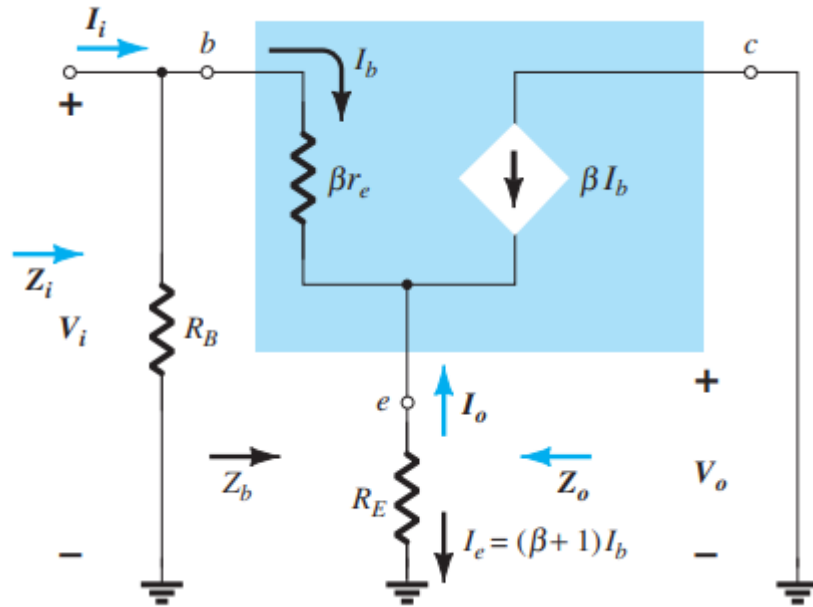 I_i
b
I_b
c
+
βr_e
βI_b
Z_i
V_i
R_B
e
I_o
+
Z_b
R_E
Z_o
V_o
–
I_e = (β + 1)I_b
–